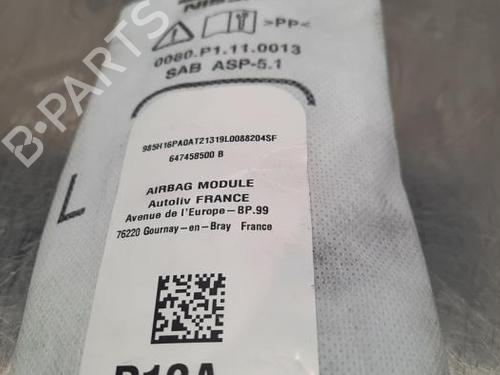 >PP<
0080.P1.11.0013
SAB ASP-5.1
985H16PA0AT21319L0088204SF
647458500 B
L
AIRBAG MODULE
Autoliv FRANCE
Avenue de l'Europe-BP.99
76220 Gournay-en-Bray France
B-PARTS